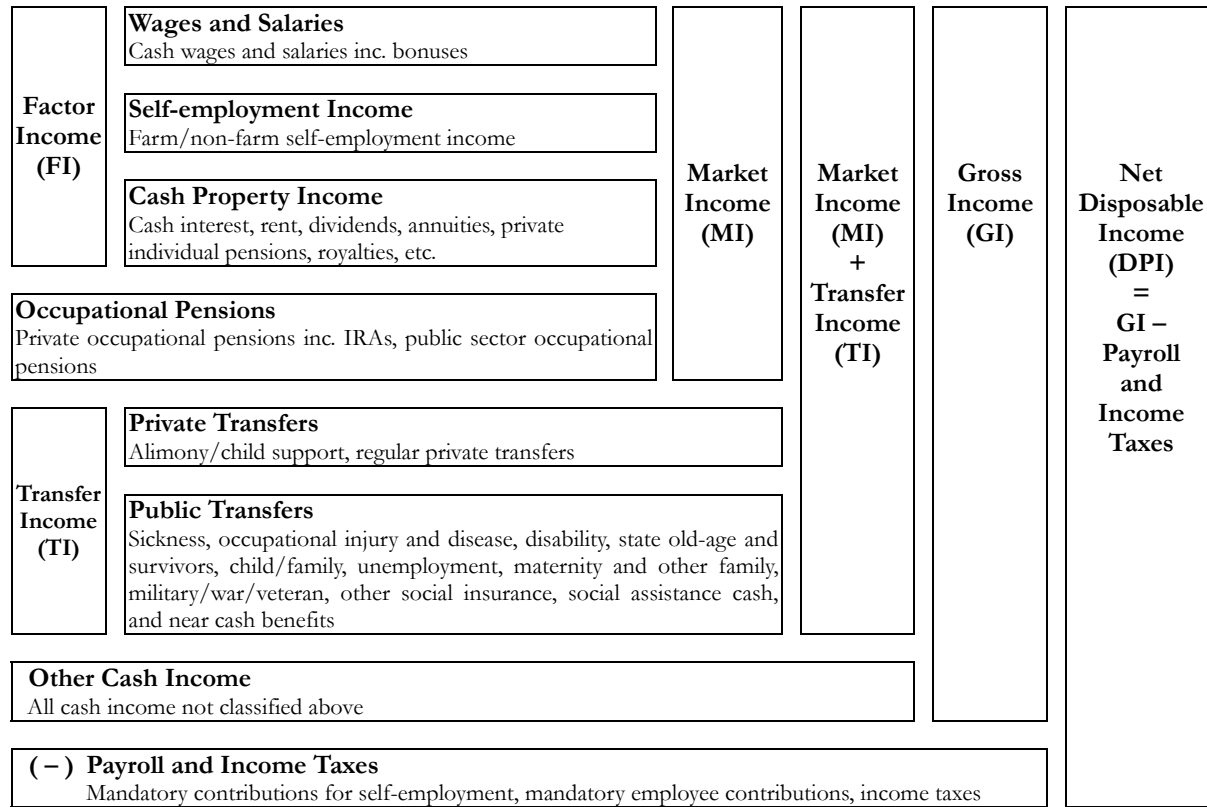 Wages and Salaries
Cash wages and salaries inc. bonuses
Factor
Income
(FI)
Self-employment Income
Farm/non-farm self-employment income
Cash Property Income
Cash interest, rent, dividends, annuities, private
individual pensions, royalties, etc.
Occupational Pensions
Private occupational pensions inc. IRAs, public sector occupational
pensions
Market
Income
(MI)
Transfer
Income
(TI)
Private Transfers
Alimony/child support, regular private transfers
Public Transfers
Sickness, occupational injury and disease, disability, state old-age and
survivors, child/family, unemployment, maternity and other family,
military/war/veteran, other social insurance, social assistance cash,
and near cash benefits
Market
Income
(MI)
+
Transfer
Income
(TI)
Other Cash Income
All cash income not classified above
Gross
Income
(GI)
( – ) Payroll and Income Taxes
Mandatory contributions for self-employment, mandatory employee contributions, income taxes
Net
Disposable
Income
(DPI)
=
GI –
Payroll
and
Income
Taxes